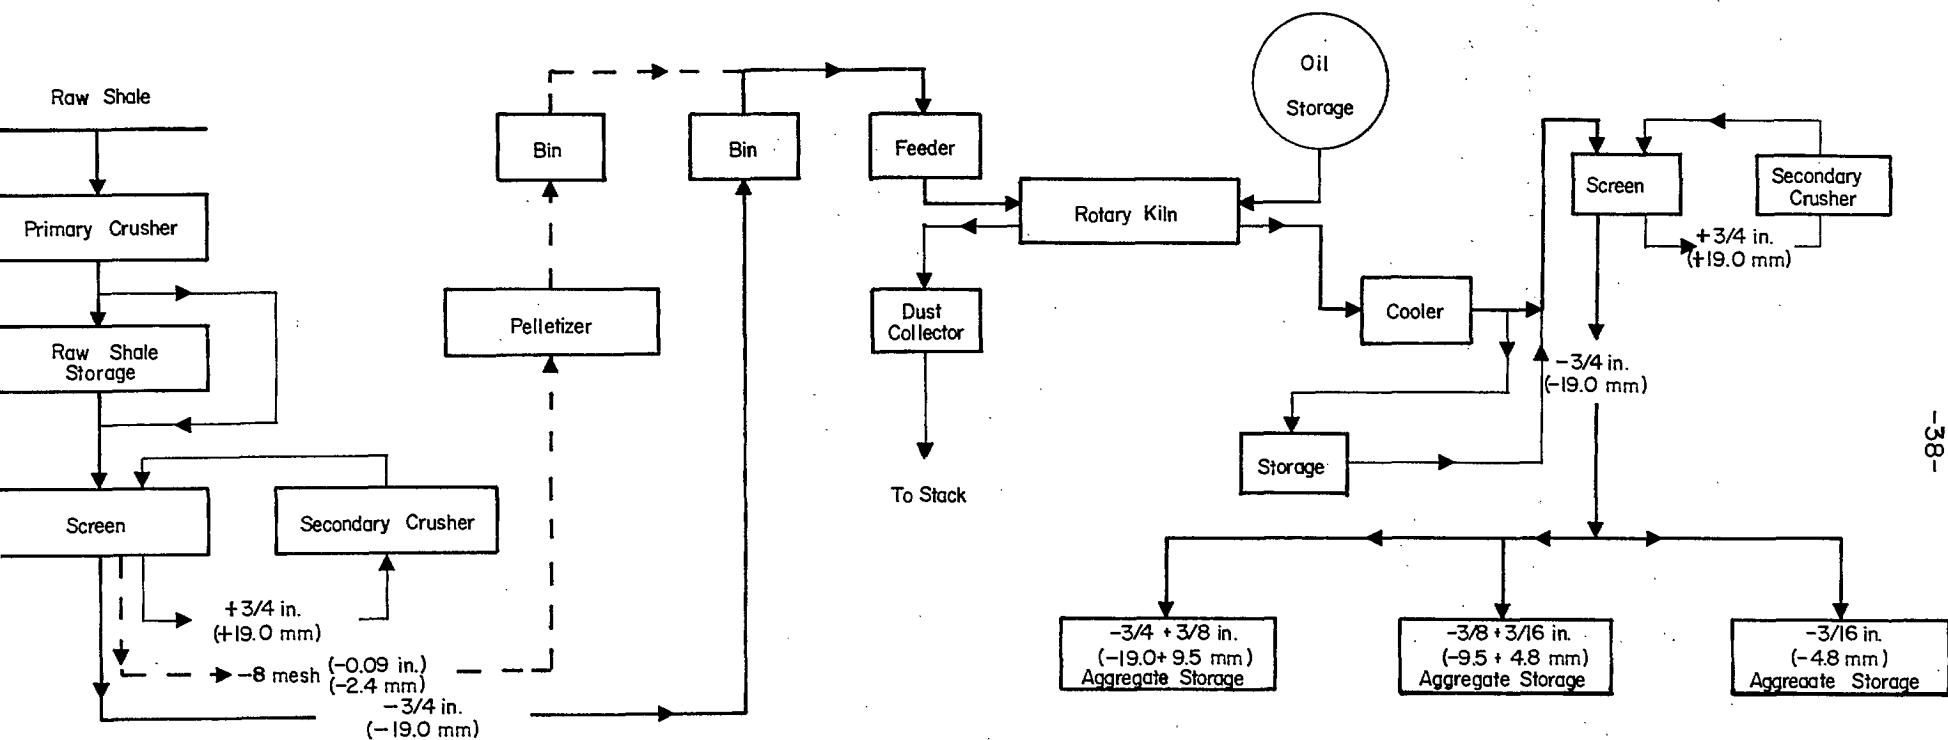 Raw Shale
Primary Crusher
Raw Shale
Storage
Screen
Secondary Crusher
+3/4 in.
(+19.0 mm)
-8 mesh (-0.09 in.)
(-2.4 mm)
-3/4 in.
(-19.0 mm)
Pelletizer
Bin
Bin
Feeder
Rotary Kiln
Oil
Storage
Dust
Collector
To Stack
Cooler
Storage
Screen
Secondary
Crusher
+3/4 in.
(+19.0 mm)
-3/4 in.
(-19.0 mm)
-3/4 +3/8 in.
(-19.0+ 9.5 mm)
Aggregate Storage
-3/8 +3/16 in.
(-9.5 + 4.8 mm)
Aggregate Storage
-3/16 in.
(-4.8 mm)
Aggregate Storage
-38-